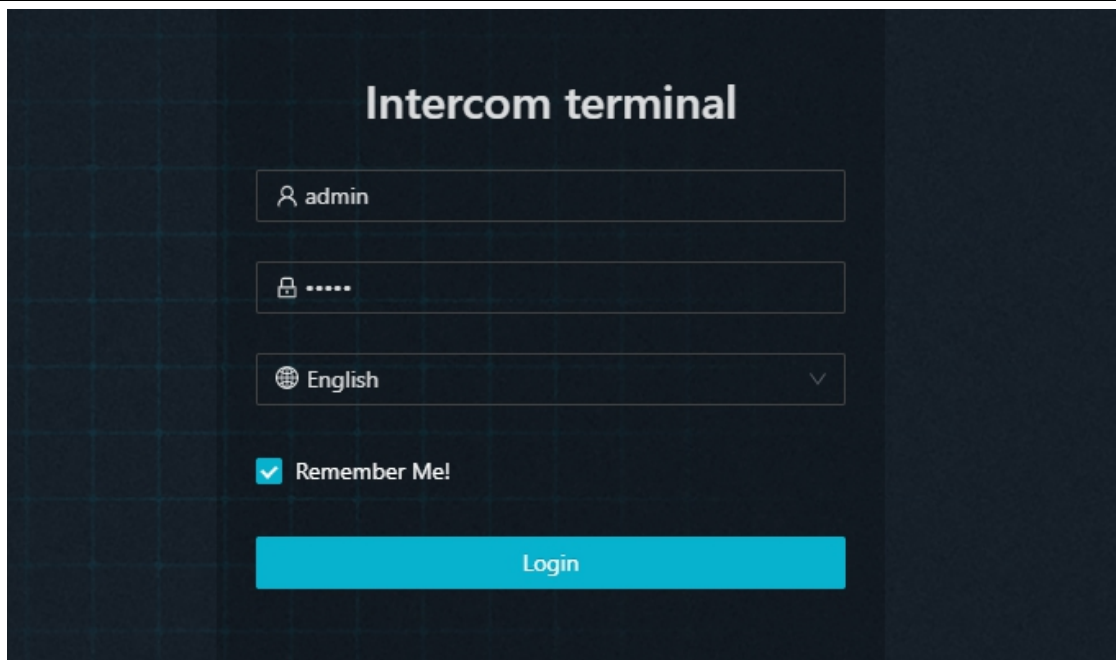 Intercom terminal
admin
•••••
English
Remember Me!
Login